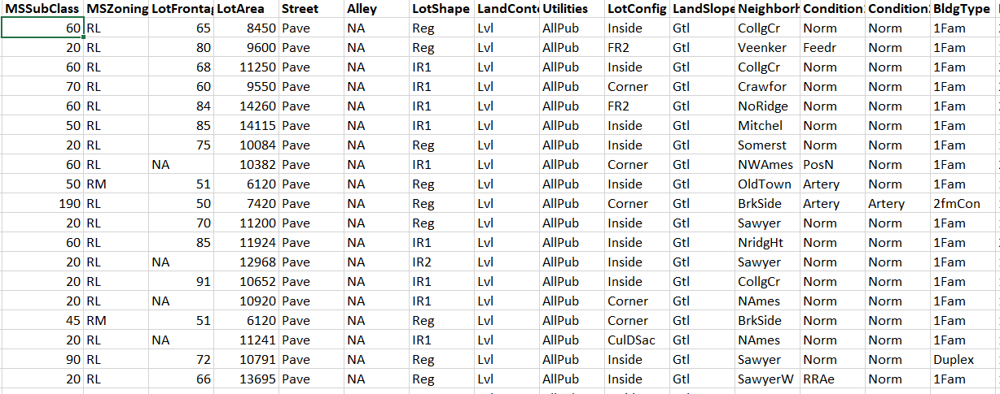 MSSubClass MSZoning LotFrontag LotArea Street Alley LotShape LandConto Utilities LotConfig LandSlope Neighborh Condition Condition BldgType
60 RL 65 8450 Pave NA Reg Lvl AllPub Inside Gtl CollgCr Norm Norm 1Fam
20 RL 80 9600 Pave NA Reg Lvl AllPub FR2 Gtl Veenker Feedr Norm 1Fam
60 RL 68 11250 Pave NA IR1 Lvl AllPub Inside Gtl CollgCr Norm Norm 1Fam
70 RL 60 9550 Pave NA IR1 Lvl AllPub Corner Gtl Crawfor Norm Norm 1Fam
60 RL 84 14260 Pave NA IR1 Lvl AllPub FR2 Gtl NoRidge Norm Norm 1Fam
50 RL 85 14115 Pave NA IR1 Lvl AllPub Inside Gtl Mitchel Norm Norm 1Fam
20 RL 75 10084 Pave NA Reg Lvl AllPub Inside Gtl Somerst Norm Norm 1Fam
60 RL NA 10382 Pave NA IR1 Lvl AllPub Corner Gtl NWAmes PosN Norm 1Fam
50 RM 51 6120 Pave NA Reg Lvl AllPub Inside Gtl OldTown Artery Norm 1Fam
190 RL 50 7420 Pave NA Reg Lvl AllPub Corner Gtl BrkSide Artery Artery 2fmCon
20 RL 70 11200 Pave NA Reg Lvl AllPub Inside Gtl Sawyer Norm Norm 1Fam
60 RL 85 11924 Pave NA IR1 Lvl AllPub Inside Gtl NridgHt Norm Norm 1Fam
20 RL NA 12968 Pave NA IR2 Lvl AllPub Inside Gtl Sawyer Norm Norm 1Fam
20 RL 91 10652 Pave NA IR1 Lvl AllPub Inside Gtl CollgCr Norm Norm 1Fam
20 RL NA 10920 Pave NA IR1 Lvl AllPub Corner Gtl NAmes Norm Norm 1Fam
45 RM 51 6120 Pave NA Reg Lvl AllPub Corner Gtl BrkSide Norm Norm 1Fam
20 RL NA 11241 Pave NA IR1 Lvl AllPub CulDSac Gtl NAmes Norm Norm 1Fam
90 RL 72 10791 Pave NA Reg Lvl AllPub Inside Gtl Sawyer Norm Norm Duplex
20 RL 66 13695 Pave NA Reg Lvl AllPub Inside Gtl SawyerW RRAe Norm 1Fam